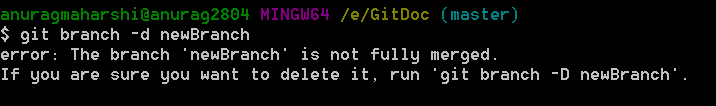 anuragmaharshi@anurag2804 MINGW64 /e/GitDoc (master)
$ git branch -d newBranch
error: The branch 'newBranch' is not fully merged.
If you are sure you want to delete it, run 'git branch -D newBranch'.